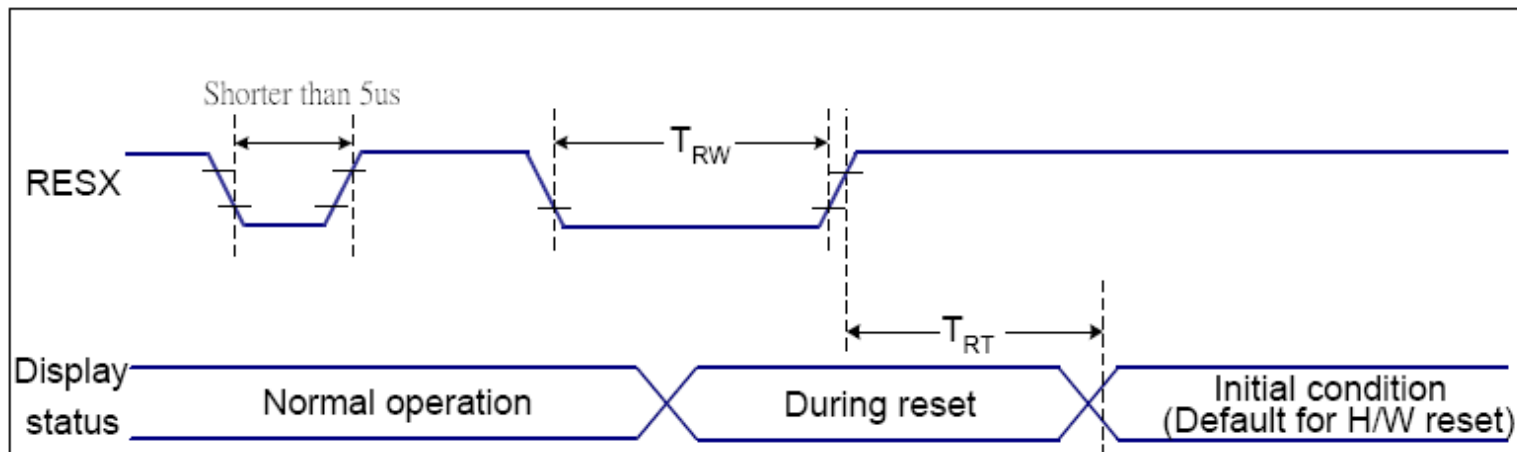 Shorter than 5us
RESX
TRW
TRT
Display
status
Normal operation
During reset
Initial condition
(Default for H/W reset)